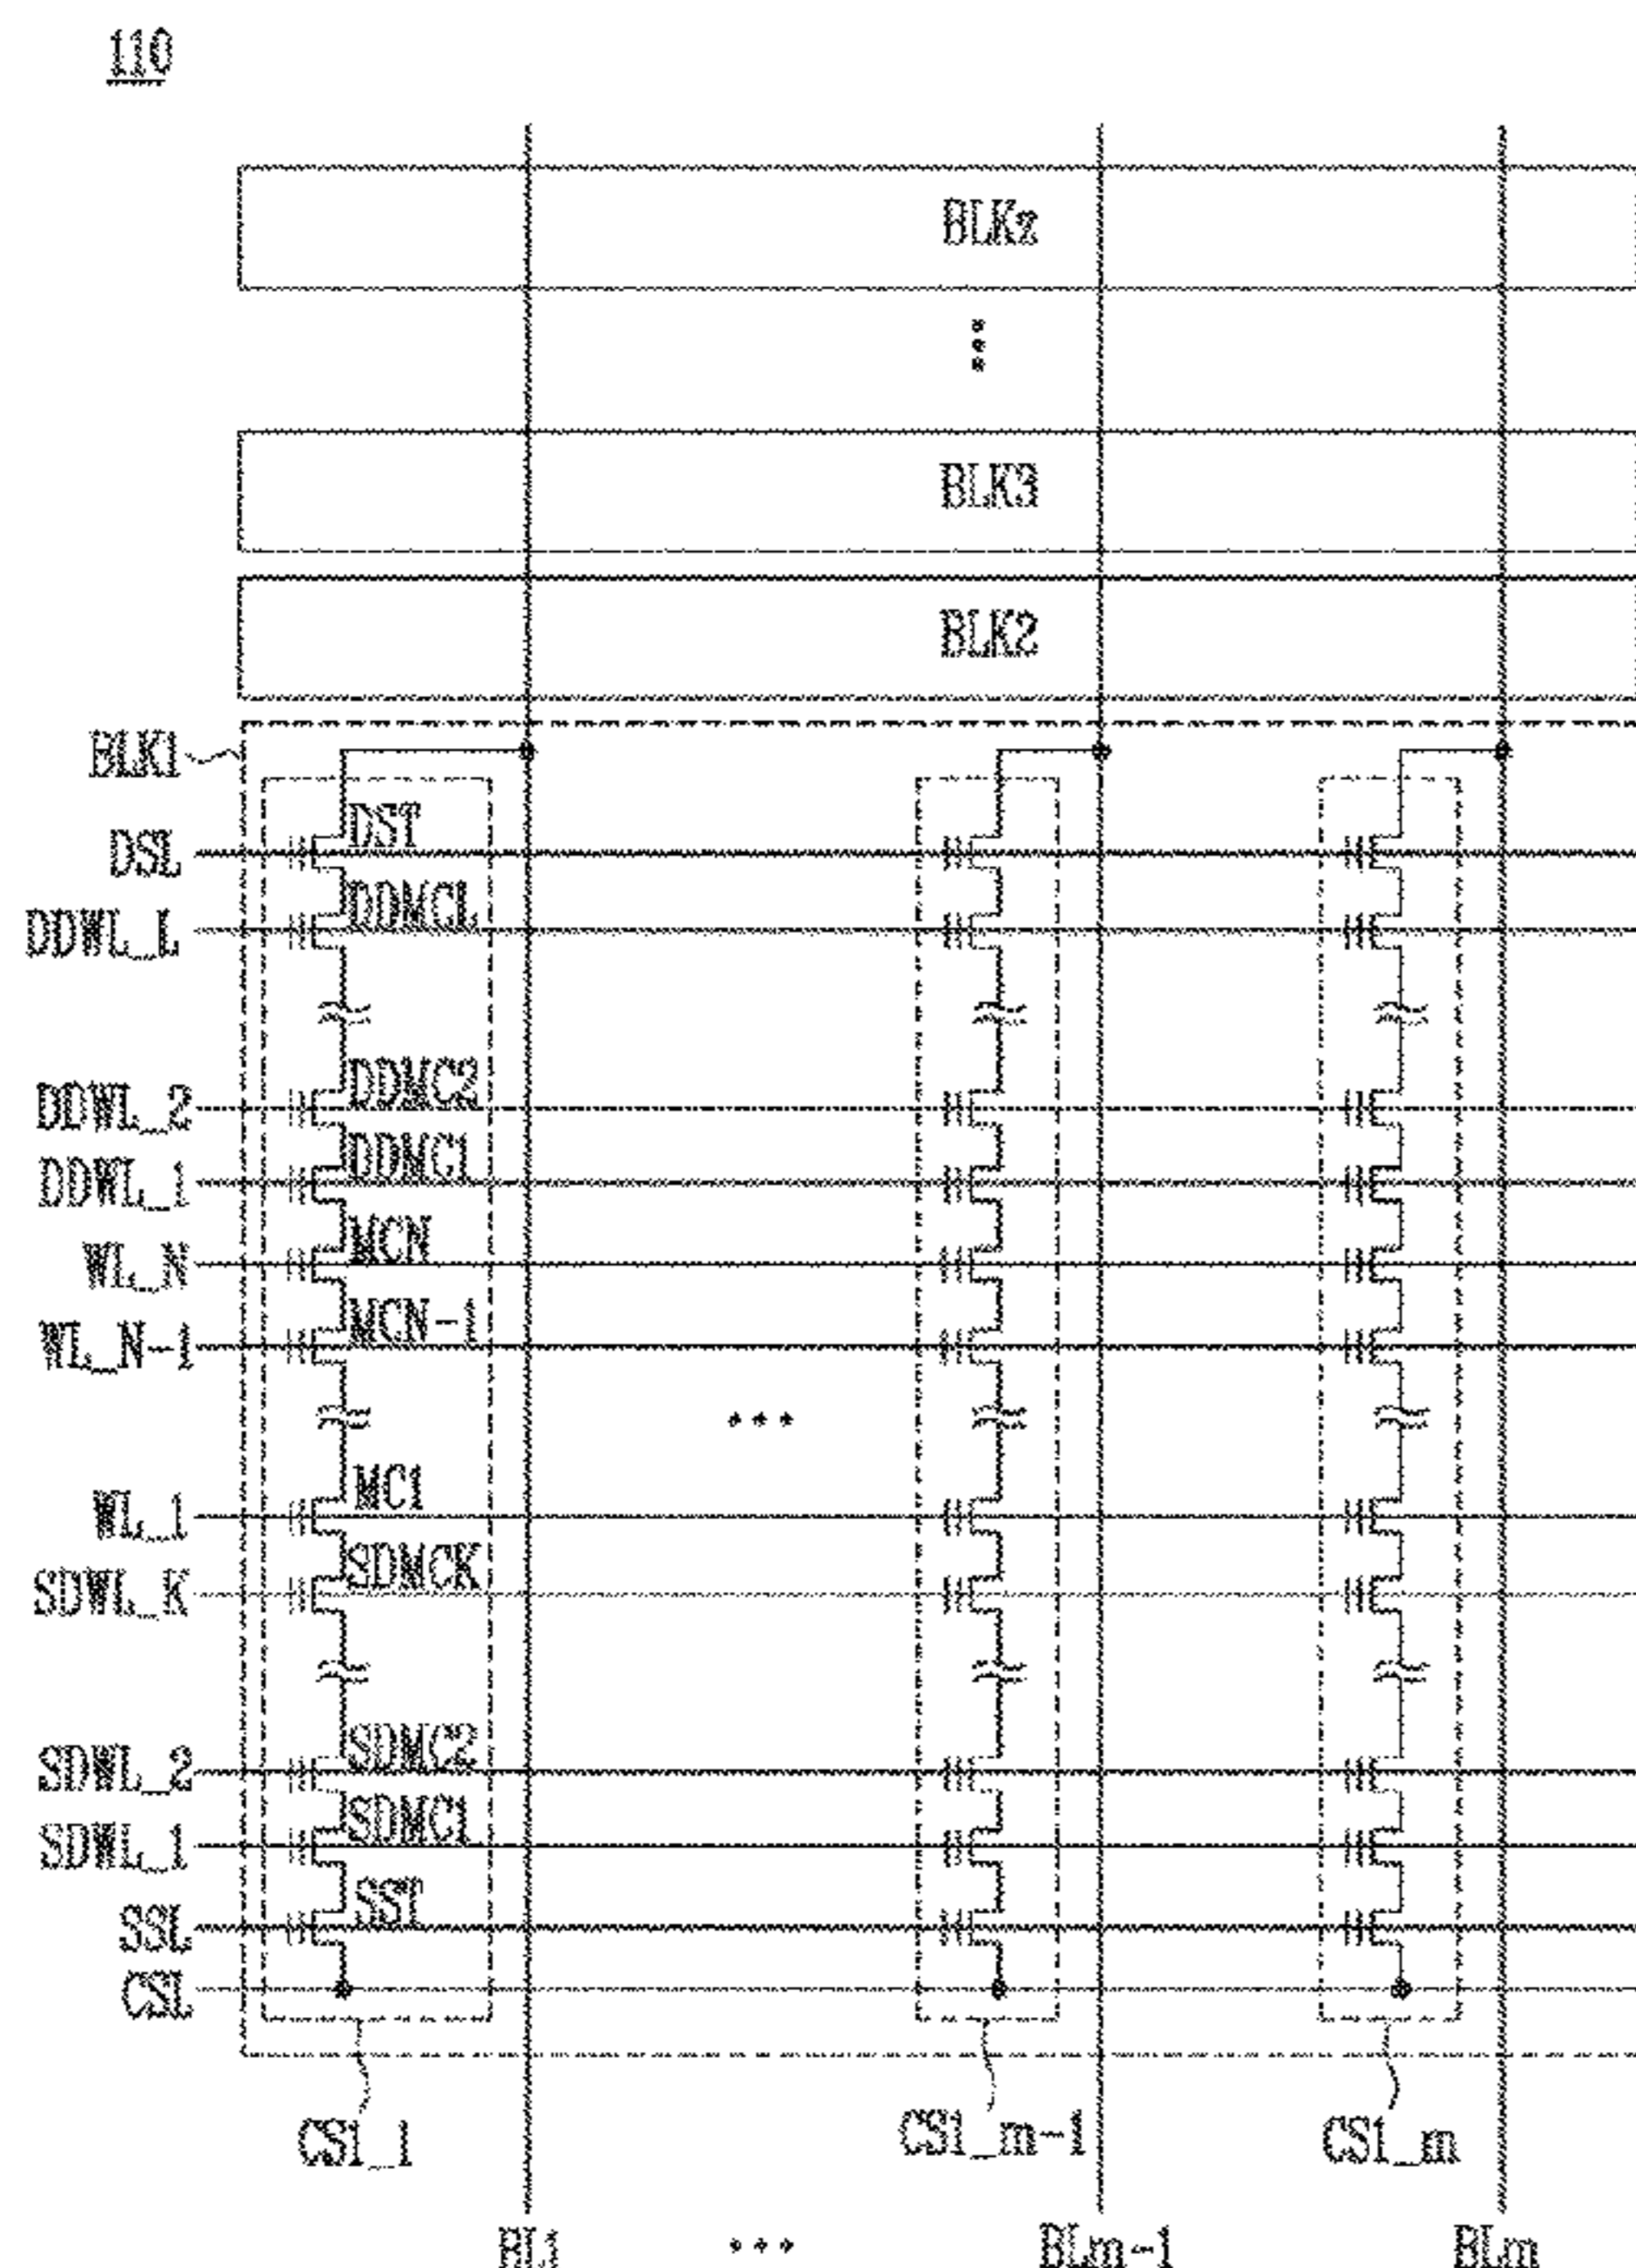 110
BLKz
BLK3
BLK2
BLK1
DST
DSL
DDMCL
DDWL_L
DDMC2
DDWL_2
DDMC1
DDWL_1
MCN
WL_N
MCN-1
WL_N-1
MC1
WL_1
SDMCK
SDWL_K
SDMC2
SDWL_2
SDMC1
SDWL_1
SST
SSL
CSL
CS1_1
CS1_m-1
CS1_m
BL1
BLm-1
BLm